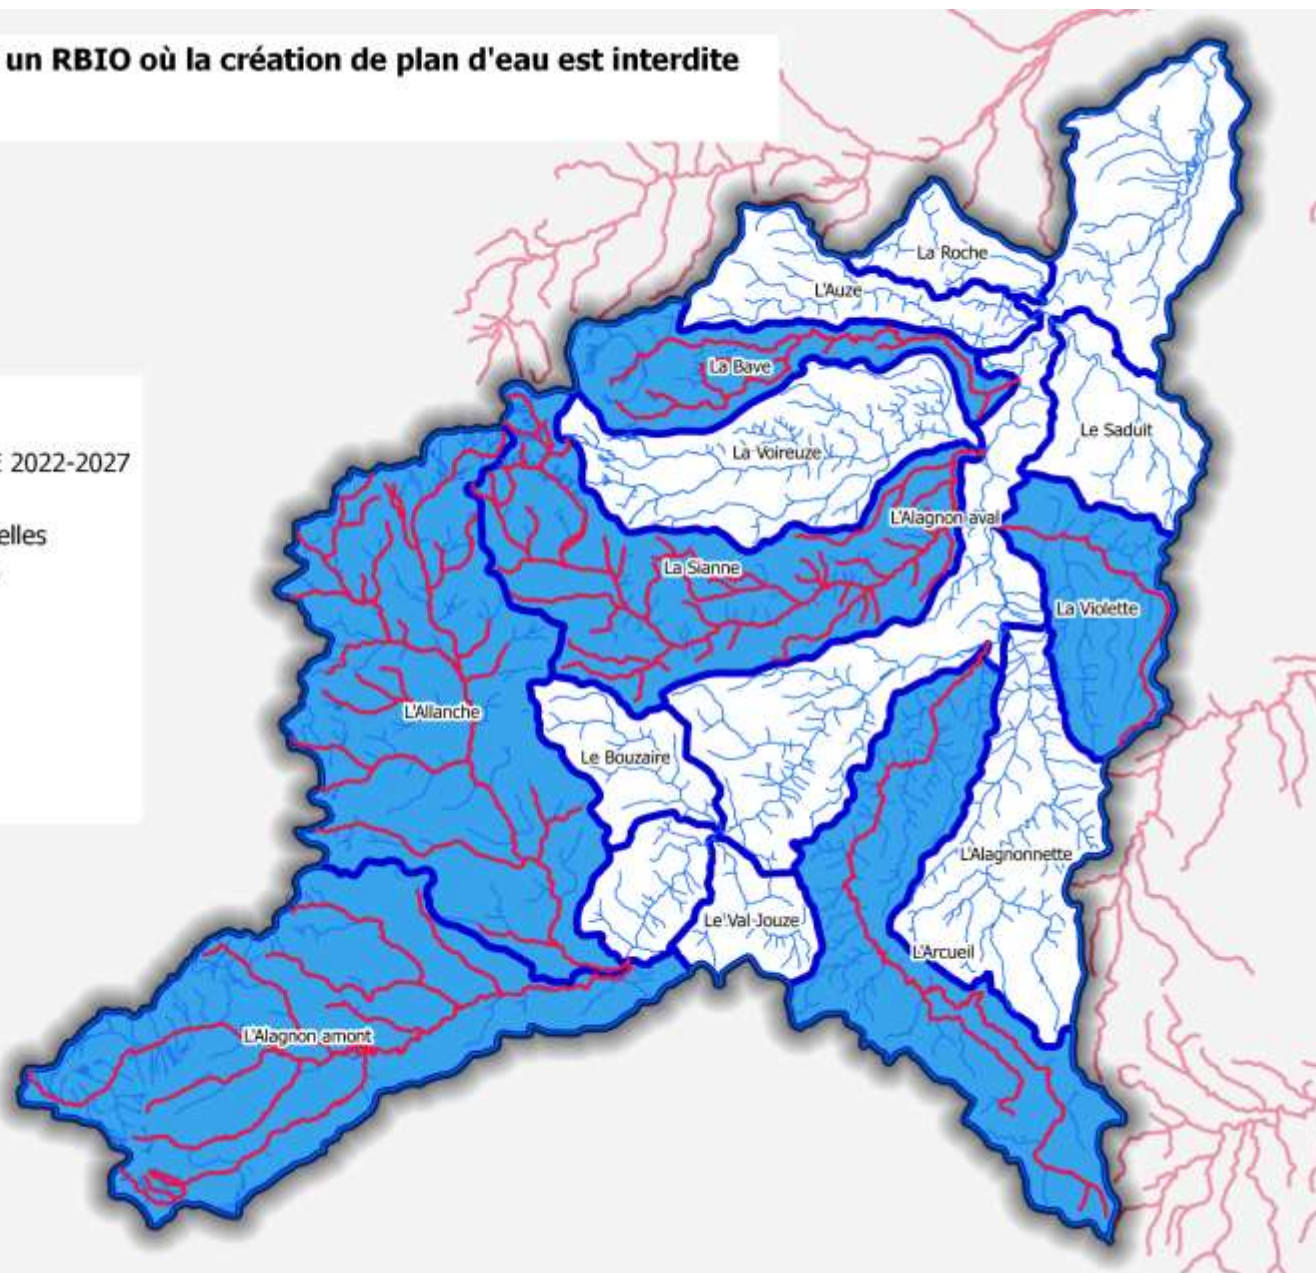 un RBIO où la création de plan d'eau est interdite
La Roche
L'Auze
La Bave
Le Saduit
La Voireuze
2022-2027
L'Alagnon aval
elles
La Sianne
La Violette
L'Allanche
Le Bouzaire
L'Alagnonnette
Le Val Jouze
L'Arcueil
L'Alagnon amont